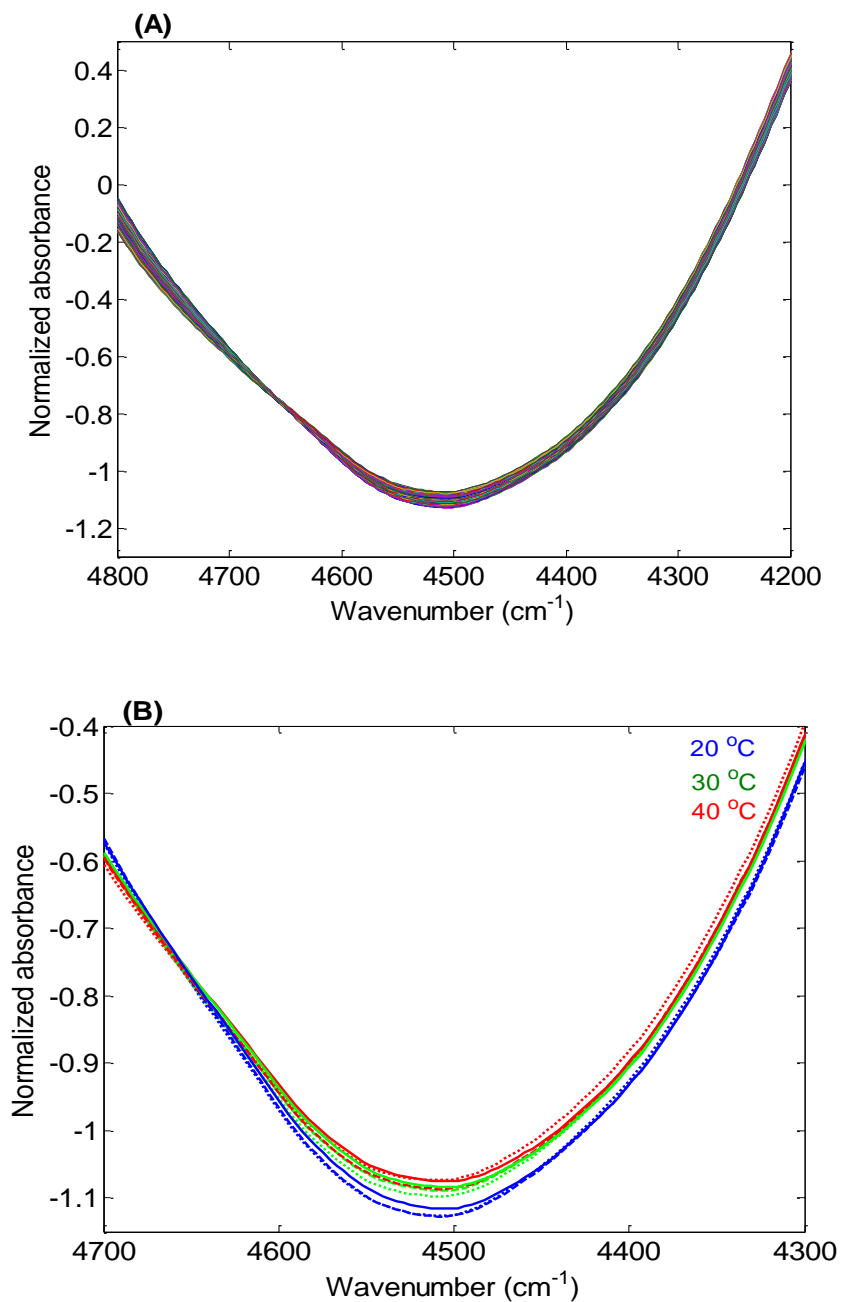 (A)
0.4
0.2
0
-0.2
-0.4
-0.6
-0.8
-1
-1.2
Normalized absorbance
4800 4700 4600 4500 4400 4300 4200
Wavenumber (cm⁻¹)
(B)
-0.4
-0.5
-0.6
-0.7
-0.8
-0.9
-1
-1.1
Normalized absorbance
20 ºC
30 ºC
40 ºC
4700 4600 4500 4400 4300
Wavenumber (cm⁻¹)